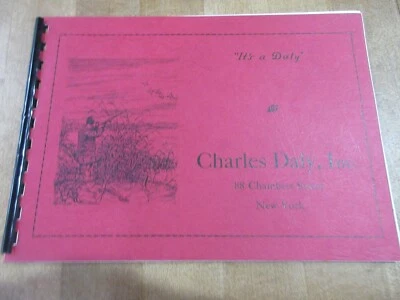 "It's a Daly"
Charles Daly, Inc.
88 Chambers Street
New York